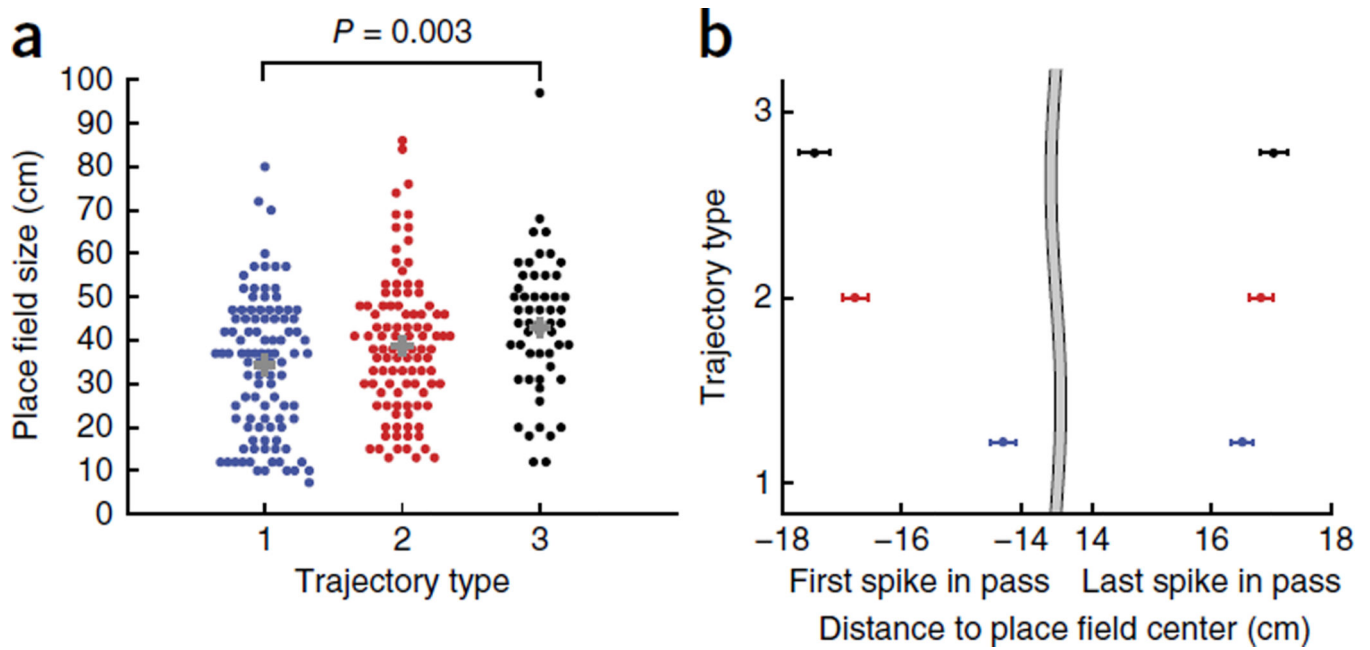 a
P = 0.003
Place field size (cm)
100
90
80
70
60
50
40
30
20
10
0
1 2 3
Trajectory type
b
Trajectory type
3
2
1
−18 −16 −14 14 16 18
First spike in pass Last spike in pass
Distance to place field center (cm)